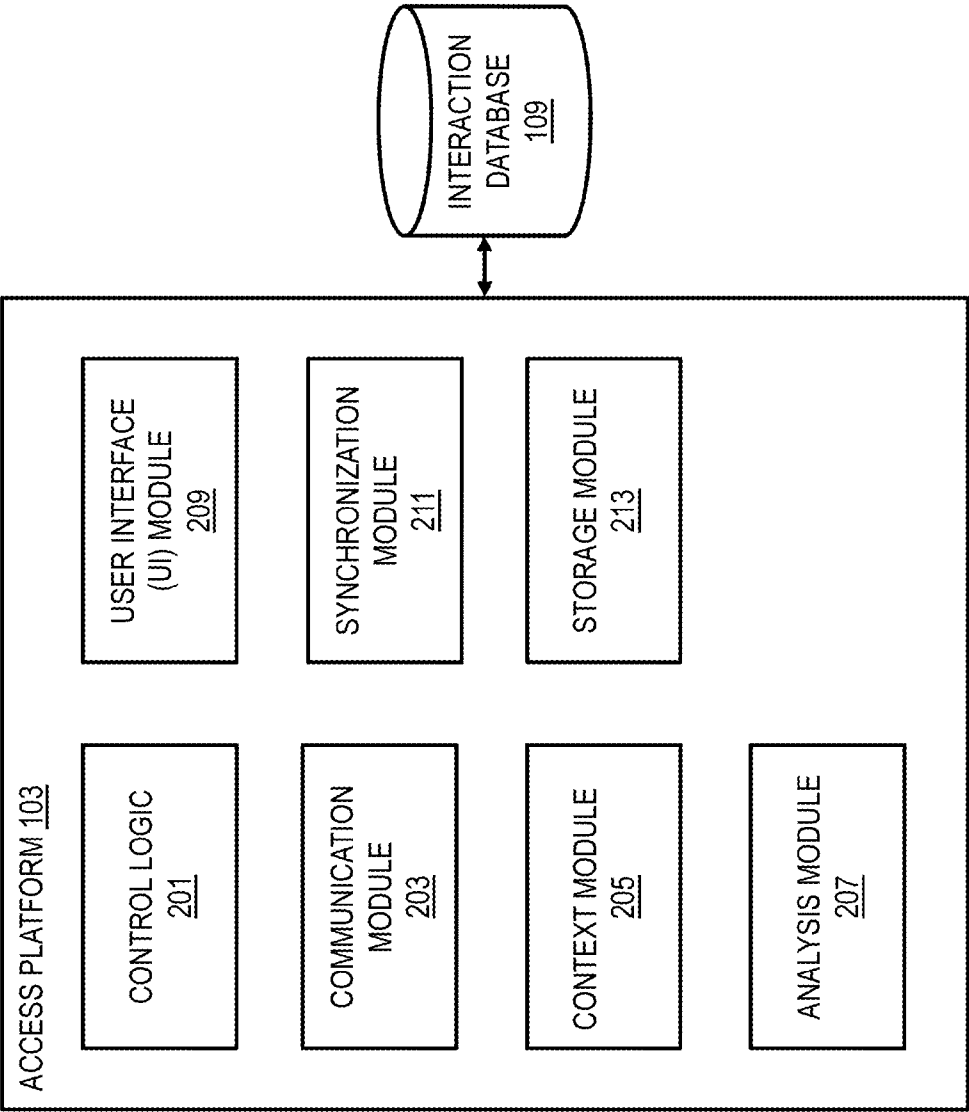 ACCESS PLATFORM 103
CONTROL LOGIC
201
COMMUNICATION
MODULE
203
CONTEXT MODULE
205
ANALYSIS MODULE
207
USER INTERFACE
(UI) MODULE
209
SYNCHRONIZATION
MODULE
211
STORAGE MODULE
213
INTERACTION
DATABASE
109